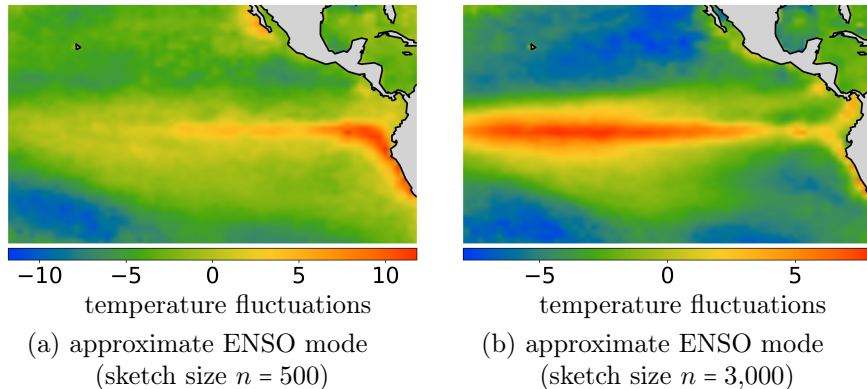 −10 −5 0 5 10
temperature fluctuations
(a) approximate ENSO mode
(sketch size n = 500)
−5 0 5
temperature fluctuations
(b) approximate ENSO mode
(sketch size n = 3,000)